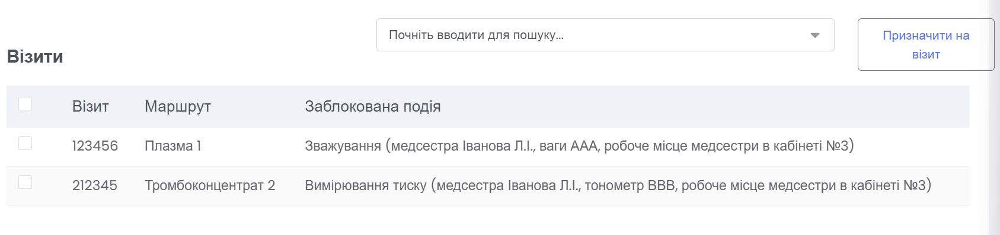 Почніть вводити для пошуку...
Призначити на
візит
Візити
Візит Маршрут Заблокована подія
123456 Плазма 1 Зважування (медсестра Іванова Л.І., ваги ААА, робоче місце медсестри в кабінеті №3)
212345 Тромбоконцентрат 2 Вимірювання тиску (медсестра Іванова Л.І., тонометр ВВВ, робоче місце медсестри в кабінеті №3)